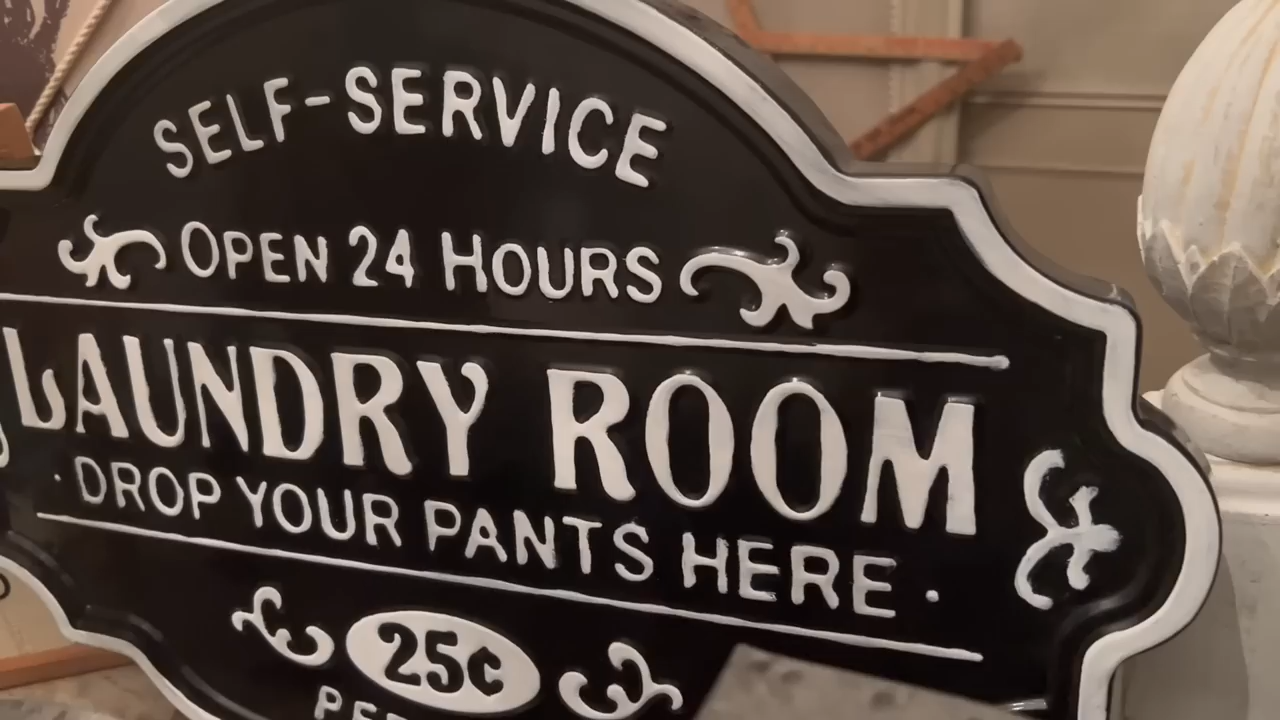 SELF-SERVICE
OPEN 24 HOURS
LAUNDRY ROOM
· DROP YOUR PANTS HERE ·
25¢